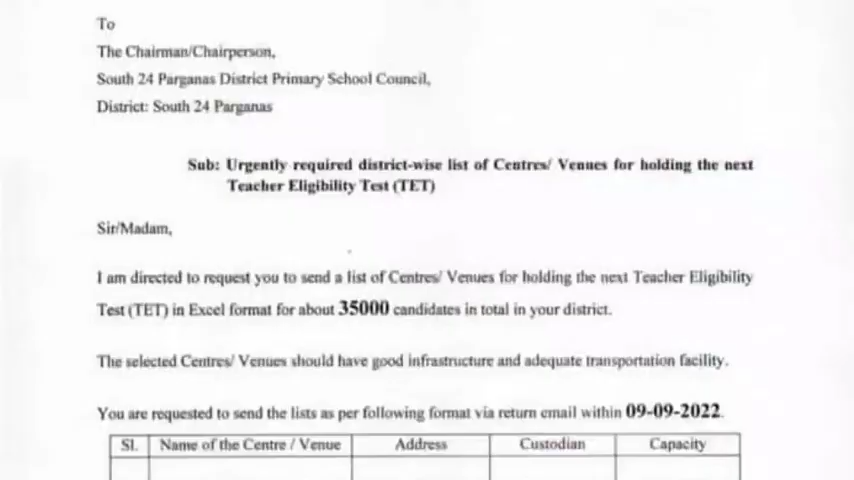 To
The Chairman/Chairperson,
South 24 Parganas District Primary School Council,
District: South 24 Parganas
Sub: Urgently required district-wise list of Centres/ Venues for holding the next
Teacher Eligibility Test (TET)
Sir/Madam,
I am directed to request you to send a list of Centres/ Venues for holding the next Teacher Eligibility
Test (TET) in Excel format for about 35000 candidates in total in your district.
The selected Centres/ Venues should have good infrastructure and adequate transportation facility.
You are requested to send the lists as per following format via return email within 09-09-2022.
Sl. Name of the Centre / Venue Address Custodian Capacity